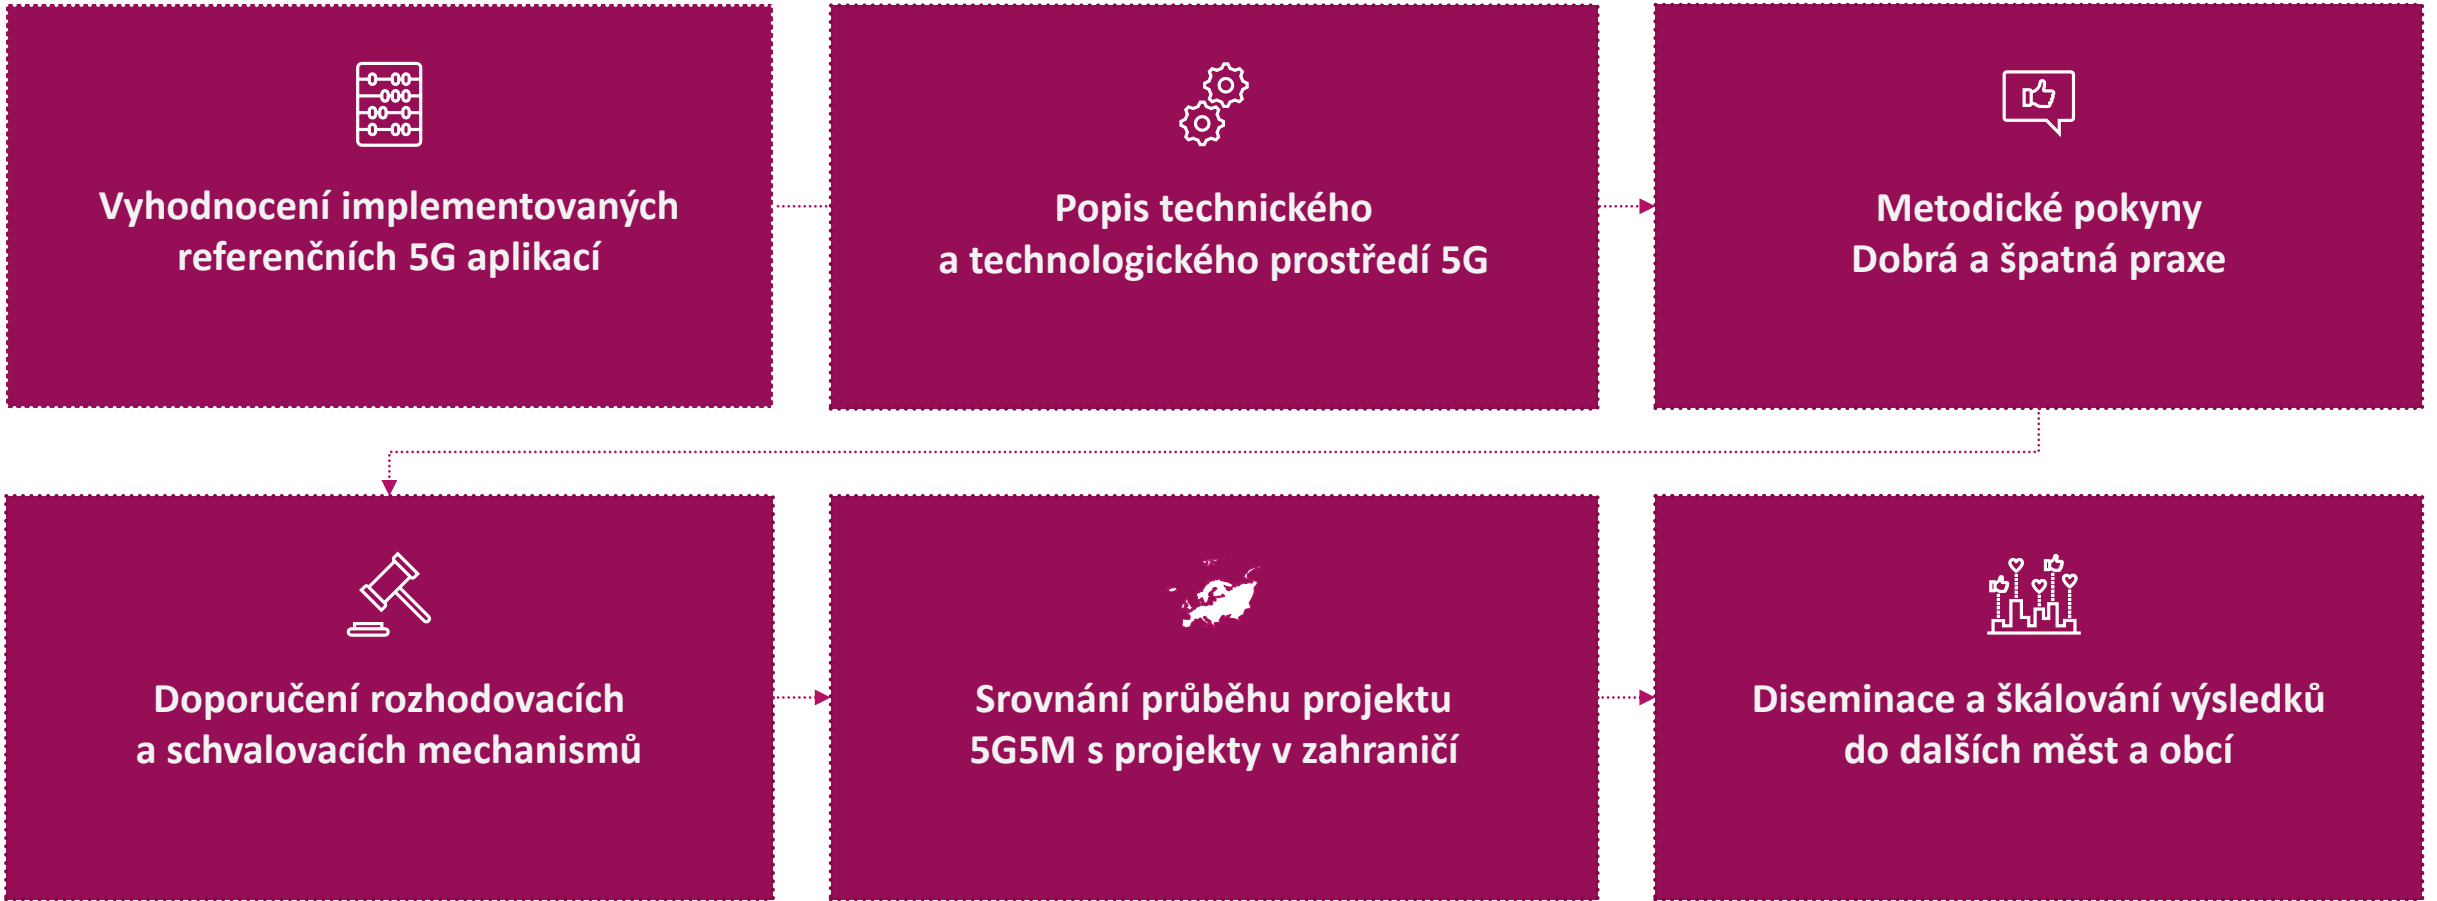 Vyhodnocení implementovaných
referenčních 5G aplikací
Popis technického
a technologického prostředí 5G
Metodické pokyny
Dobrá a špatná praxe
Doporučení rozhodovacích
a schvalovacích mechanismů
Srovnání průběhu projektu
5G5M s projekty v zahraničí
Diseminace a škálování výsledků
do dalších měst a obcí